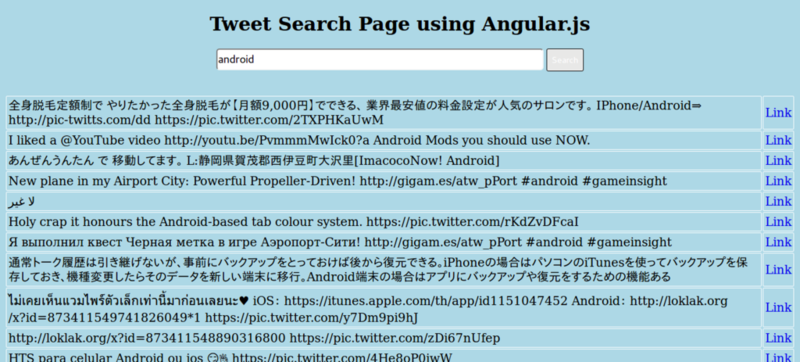 Tweet Search Page using Angular.js
android
Search
全身脱毛定額制で やりたかった全身脱毛が【月額9,000円】でできる、 業界最安値の料金設定が人気のサロンです。 IPhone/Android⇒
http://pic-twitts.com/dd https://pic.twitter.com/2TXPHKaUwM
Link
I liked a @YouTube video http://youtu.be/PvmmmMwIck0?a Android Mods you should use NOW.
Link
あんぜんうんたん で 移動してます。 L:静岡県賀茂郡西伊豆町大沢里[ImacocoNow! Android]
Link
New plane in my Airport City: Powerful Propeller-Driven! http://gigam.es/atw_pPort #android #gameinsight
Link
لا غير
Link
Holy crap it honours the Android-based tab colour system. https://pic.twitter.com/rKdZvDFcaI
Link
Я выполнил квест Черная метка в игре Аэропорт-Сити! http://gigam.es/atw_pPort #android #gameinsight
Link
通常トーク履歴は引き継げないが、事前にバックアップをとっておけば後から復元できる。iPhoneの場合はパソコンのiTunesを使ってバックアップを保
存しておき、機種変更したらそのデータを新しい端末に移行。Android端末の場合はアプリにバックアップや復元をするための機能ある
Link
ไม่เคยเห็นแวมไพร์ตัวเล็กเท่านี้มาก่อนเลยนะ♥ iOS: https://itunes.apple.com/th/app/id1151047452 Android: http://loklak.org
/x?id=873411549741826049*1 https://pic.twitter.com/y7Dm9pi9hJ
Link
http://loklak.org/x?id=873411548890316800 https://pic.twitter.com/zDi67nUfep
Link
HTS para celular Android ou ios https://pic.twitter.com/4He8oP0iwW
Link